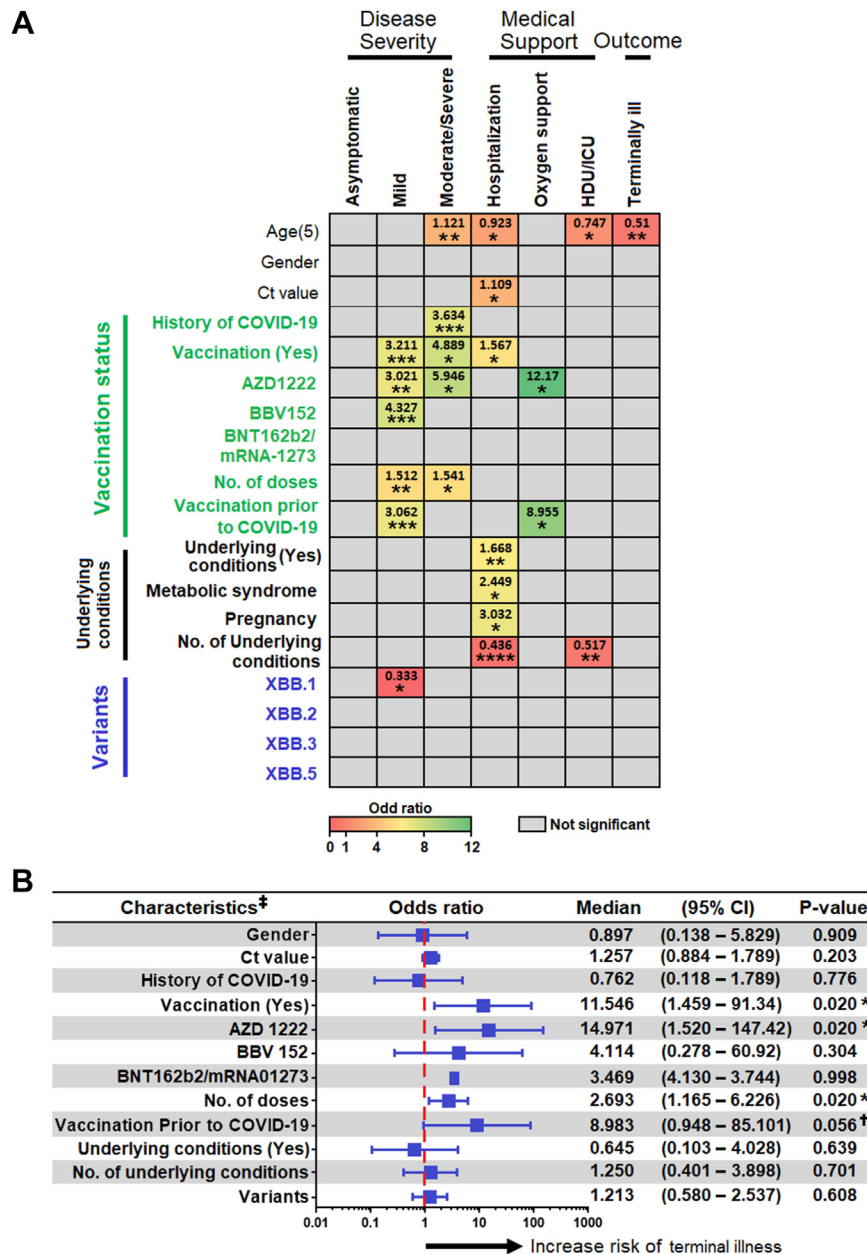 A
Disease Severity
Medical Support
Outcome
Asymptomatic
Mild
Moderate/Severe
Hospitalization
Oxygen support
HDU/ICU
Terminally ill
Age(5) 1.121 ** 0.923 * 0.747 * 0.51 **
Gender
Ct value 1.109 *
Vaccination status
History of COVID-19 3.634 ***
Vaccination (Yes) 3.211 *** 4.889 * 1.567 *
AZD1222 3.021 ** 5.946 * 12.17 *
BBV152 4.327 ***
BNT162b2/
mRNA-1273
No. of doses 1.512 ** 1.541 *
Vaccination prior
to COVID-19 3.062 *** 8.955 *
Underlying conditions
Underlying
conditions (Yes) 1.668 **
Metabolic syndrome 2.449 *
Pregnancy 3.032 *
No. of Underlying
conditions 0.436 **** 0.517 **
Variants
XBB.1 0.333 *
XBB.2
XBB.3
XBB.5
Odd ratio
0 1 4 8 12
Not significant
B
Characteristics‡ Odds ratio Median (95% CI) P-value
Gender 0.897 (0.138 – 5.829) 0.909
Ct value 1.257 (0.884 – 1.789) 0.203
History of COVID-19 0.762 (0.118 – 1.789) 0.776
Vaccination (Yes) 11.546 (1.459 – 91.34) 0.020 *
AZD 1222 14.971 (1.520 – 147.42) 0.020 *
BBV 152 4.114 (0.278 – 60.92) 0.304
BNT162b2/mRNA01273 3.469 (4.130 – 3.744) 0.998
No. of doses 2.693 (1.165 – 6.226) 0.020 *
Vaccination Prior to COVID-19 8.983 (0.948 – 85.101) 0.056 †
Underlying conditions (Yes) 0.645 (0.103 – 4.028) 0.639
No. of underlying conditions 1.250 (0.401 – 3.898) 0.701
Variants 1.213 (0.580 – 2.537) 0.608
0.01 0.1 1 10 100 1000
Increase risk of terminal illness